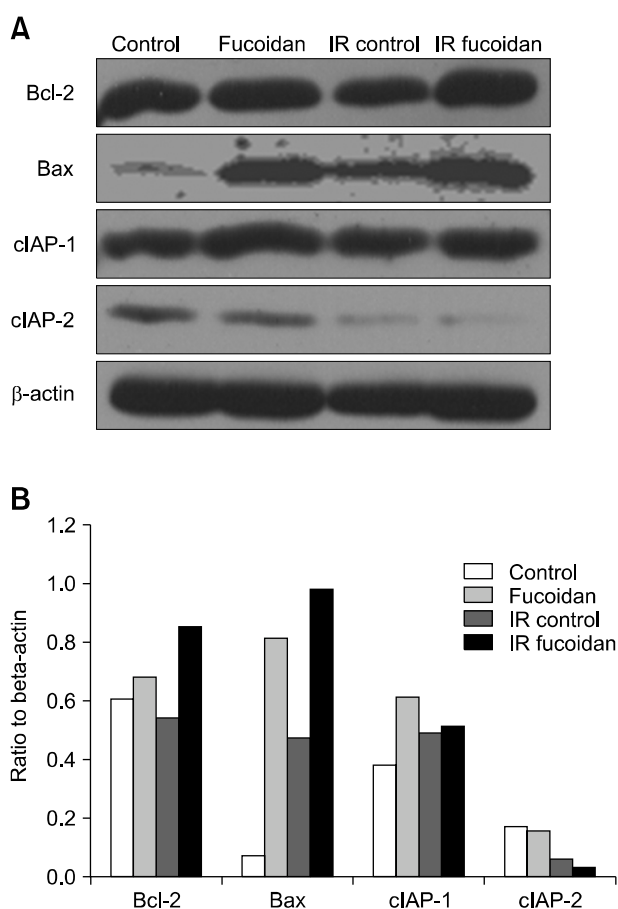 A
Control Fucoidan IR control IR fucoidan
Bcl-2
Bax
cIAP-1
cIAP-2
β-actin
B
Ratio to beta-actin
1.2
1.0
0.8
0.6
0.4
0.2
0.0
Control
Fucoidan
IR control
IR fucoidan
Bcl-2 Bax cIAP-1 cIAP-2